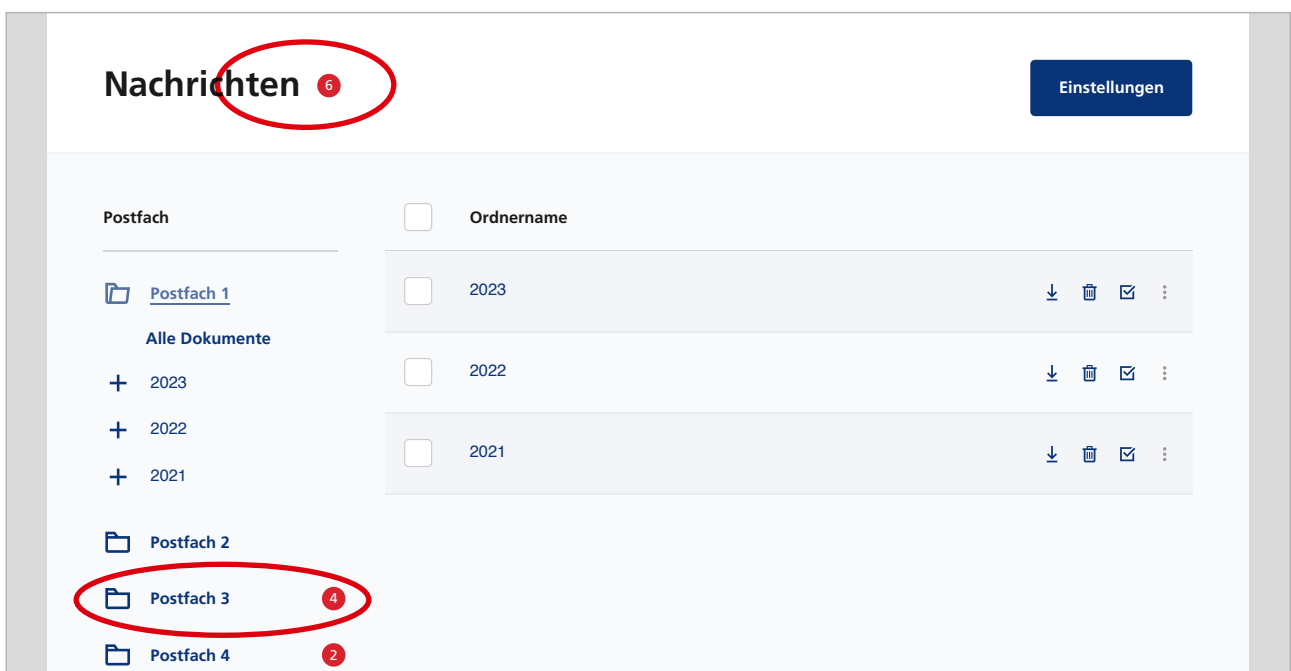 Nachrichten 6
Einstellungen
Postfach
Ordnername
Postfach 1
Alle Dokumente
2023
2022
2021
Postfach 2
Postfach 3 4
Postfach 4 2
2023
2022
2021